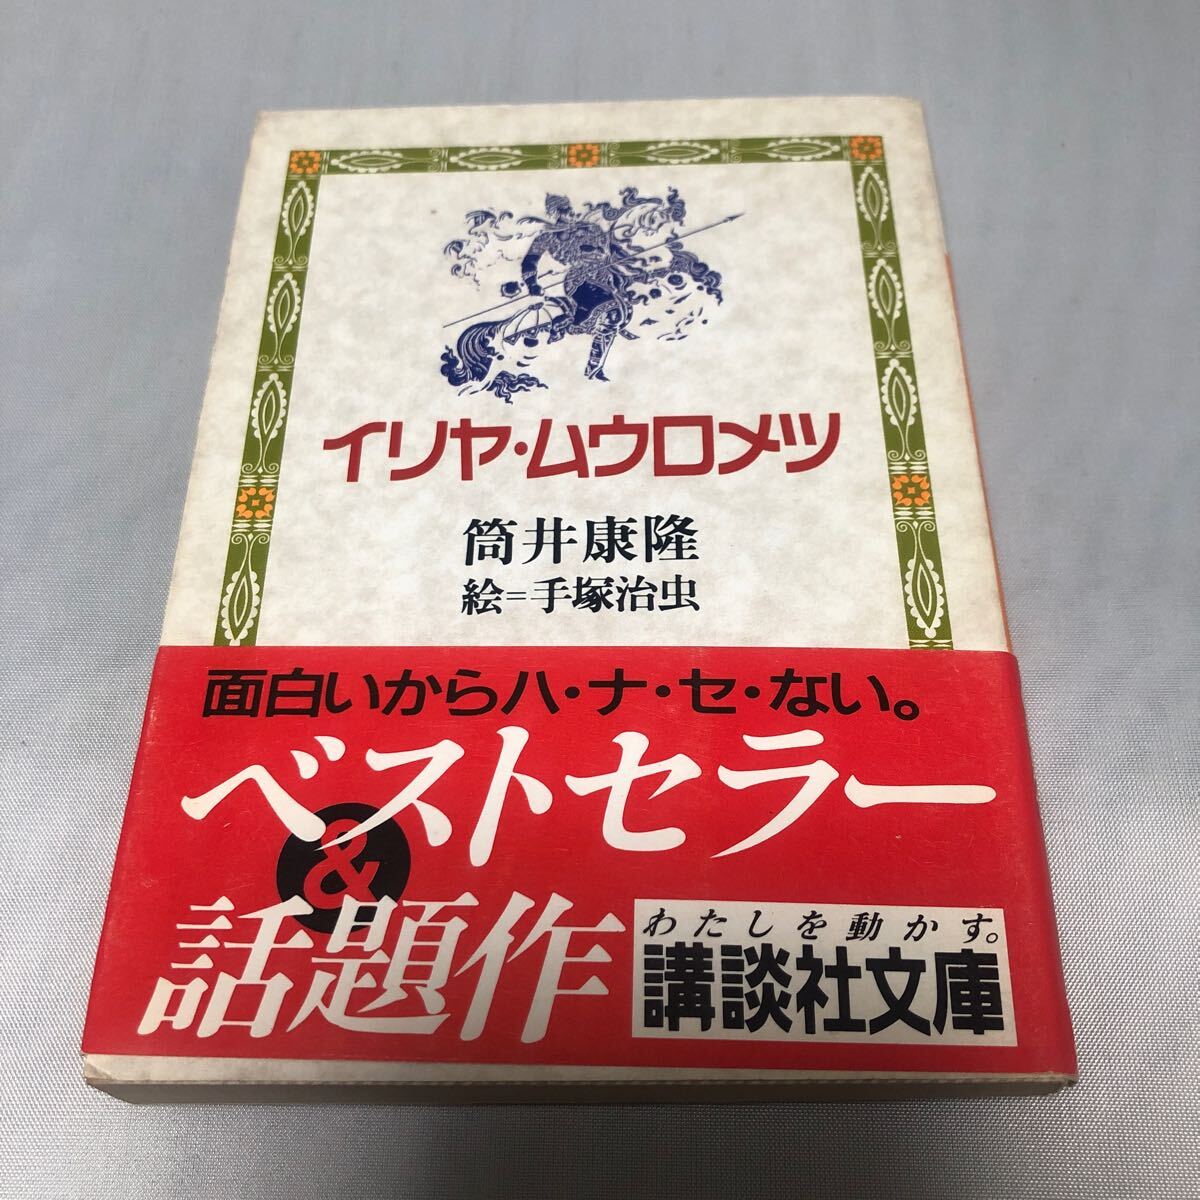 イリヤ・ムウロメツ
筒井康隆
絵=手塚治虫
面白いからハ・ナ・セ・ない。
ベストセラー
&
話題作
わたしを動かす。
講談社文庫